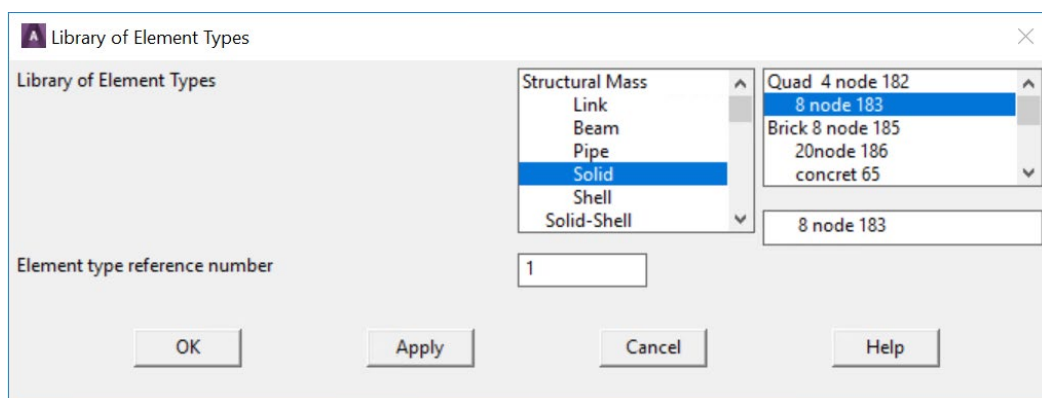 Library of Element Types
Library of Element Types
Structural Mass
Link
Beam
Pipe
Solid
Shell
Solid-Shell
Quad 4 node 182
8 node 183
Brick 8 node 185
20node 186
concret 65
8 node 183
Element type reference number
1
OK
Apply
Cancel
Help